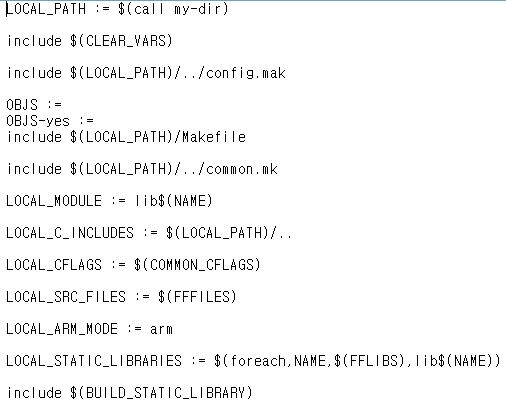 LOCAL_PATH := $(call my-dir)
include $(CLEAR_VARS)
include $(LOCAL_PATH)/../config.mak
OBJS :=
OBJS-yes :=
include $(LOCAL_PATH)/Makefile
include $(LOCAL_PATH)/../common.mk
LOCAL_MODULE := lib$(NAME)
LOCAL_C_INCLUDES := $(LOCAL_PATH)/..
LOCAL_CFLAGS := $(COMMON_CFLAGS)
LOCAL_SRC_FILES := $(FFFILES)
LOCAL_ARM_MODE := arm
LOCAL_STATIC_LIBRARIES := $(foreach,NAME,$(FFLIBS),lib$(NAME))
include $(BUILD_STATIC_LIBRARY)